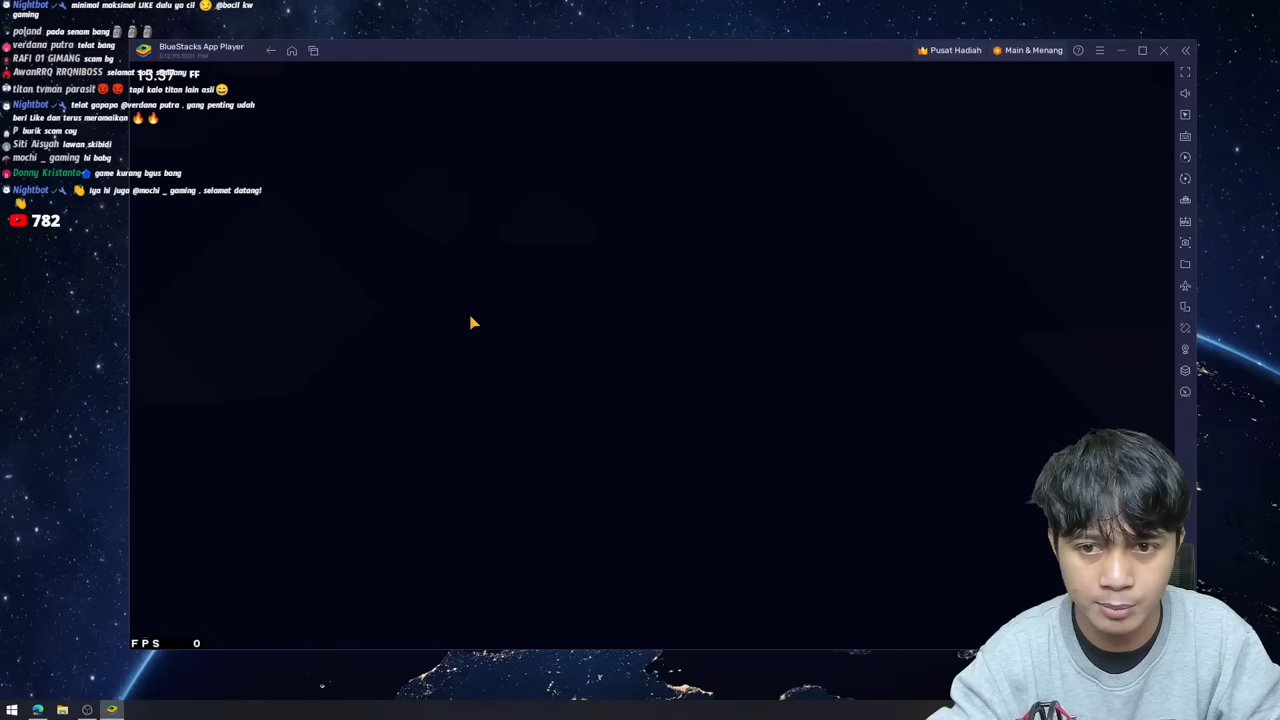 Nightbot minimal maksimal LIKE dulu ya cil 😏 @bocil kw
gaming
poland pada senam bang 🗿 🗿 🗿
verdana putra telat bang
RAFI 01 GIMANG scam bg
AwanRRQ RRQNIBOSS selamat sore semuany
titan tvman parasit 👹 👹 tapi kalo titan lain asli 😄
Nightbot telat gapapa @verdana putra , yang penting udah
beri Like dan terus meramaikan 🔥 🔥
P burik scam coy
Siti Aisyah lawan skibidi
mochi _ gaming hi babg
Donny Kristanto game kurang bgus bang
Nightbot 👏 Iya hi juga @mochi _ gaming , selamat datang!
👏
782
BlueStacks App Player
Pusat Hadiah
Main & Menang
FPS 0